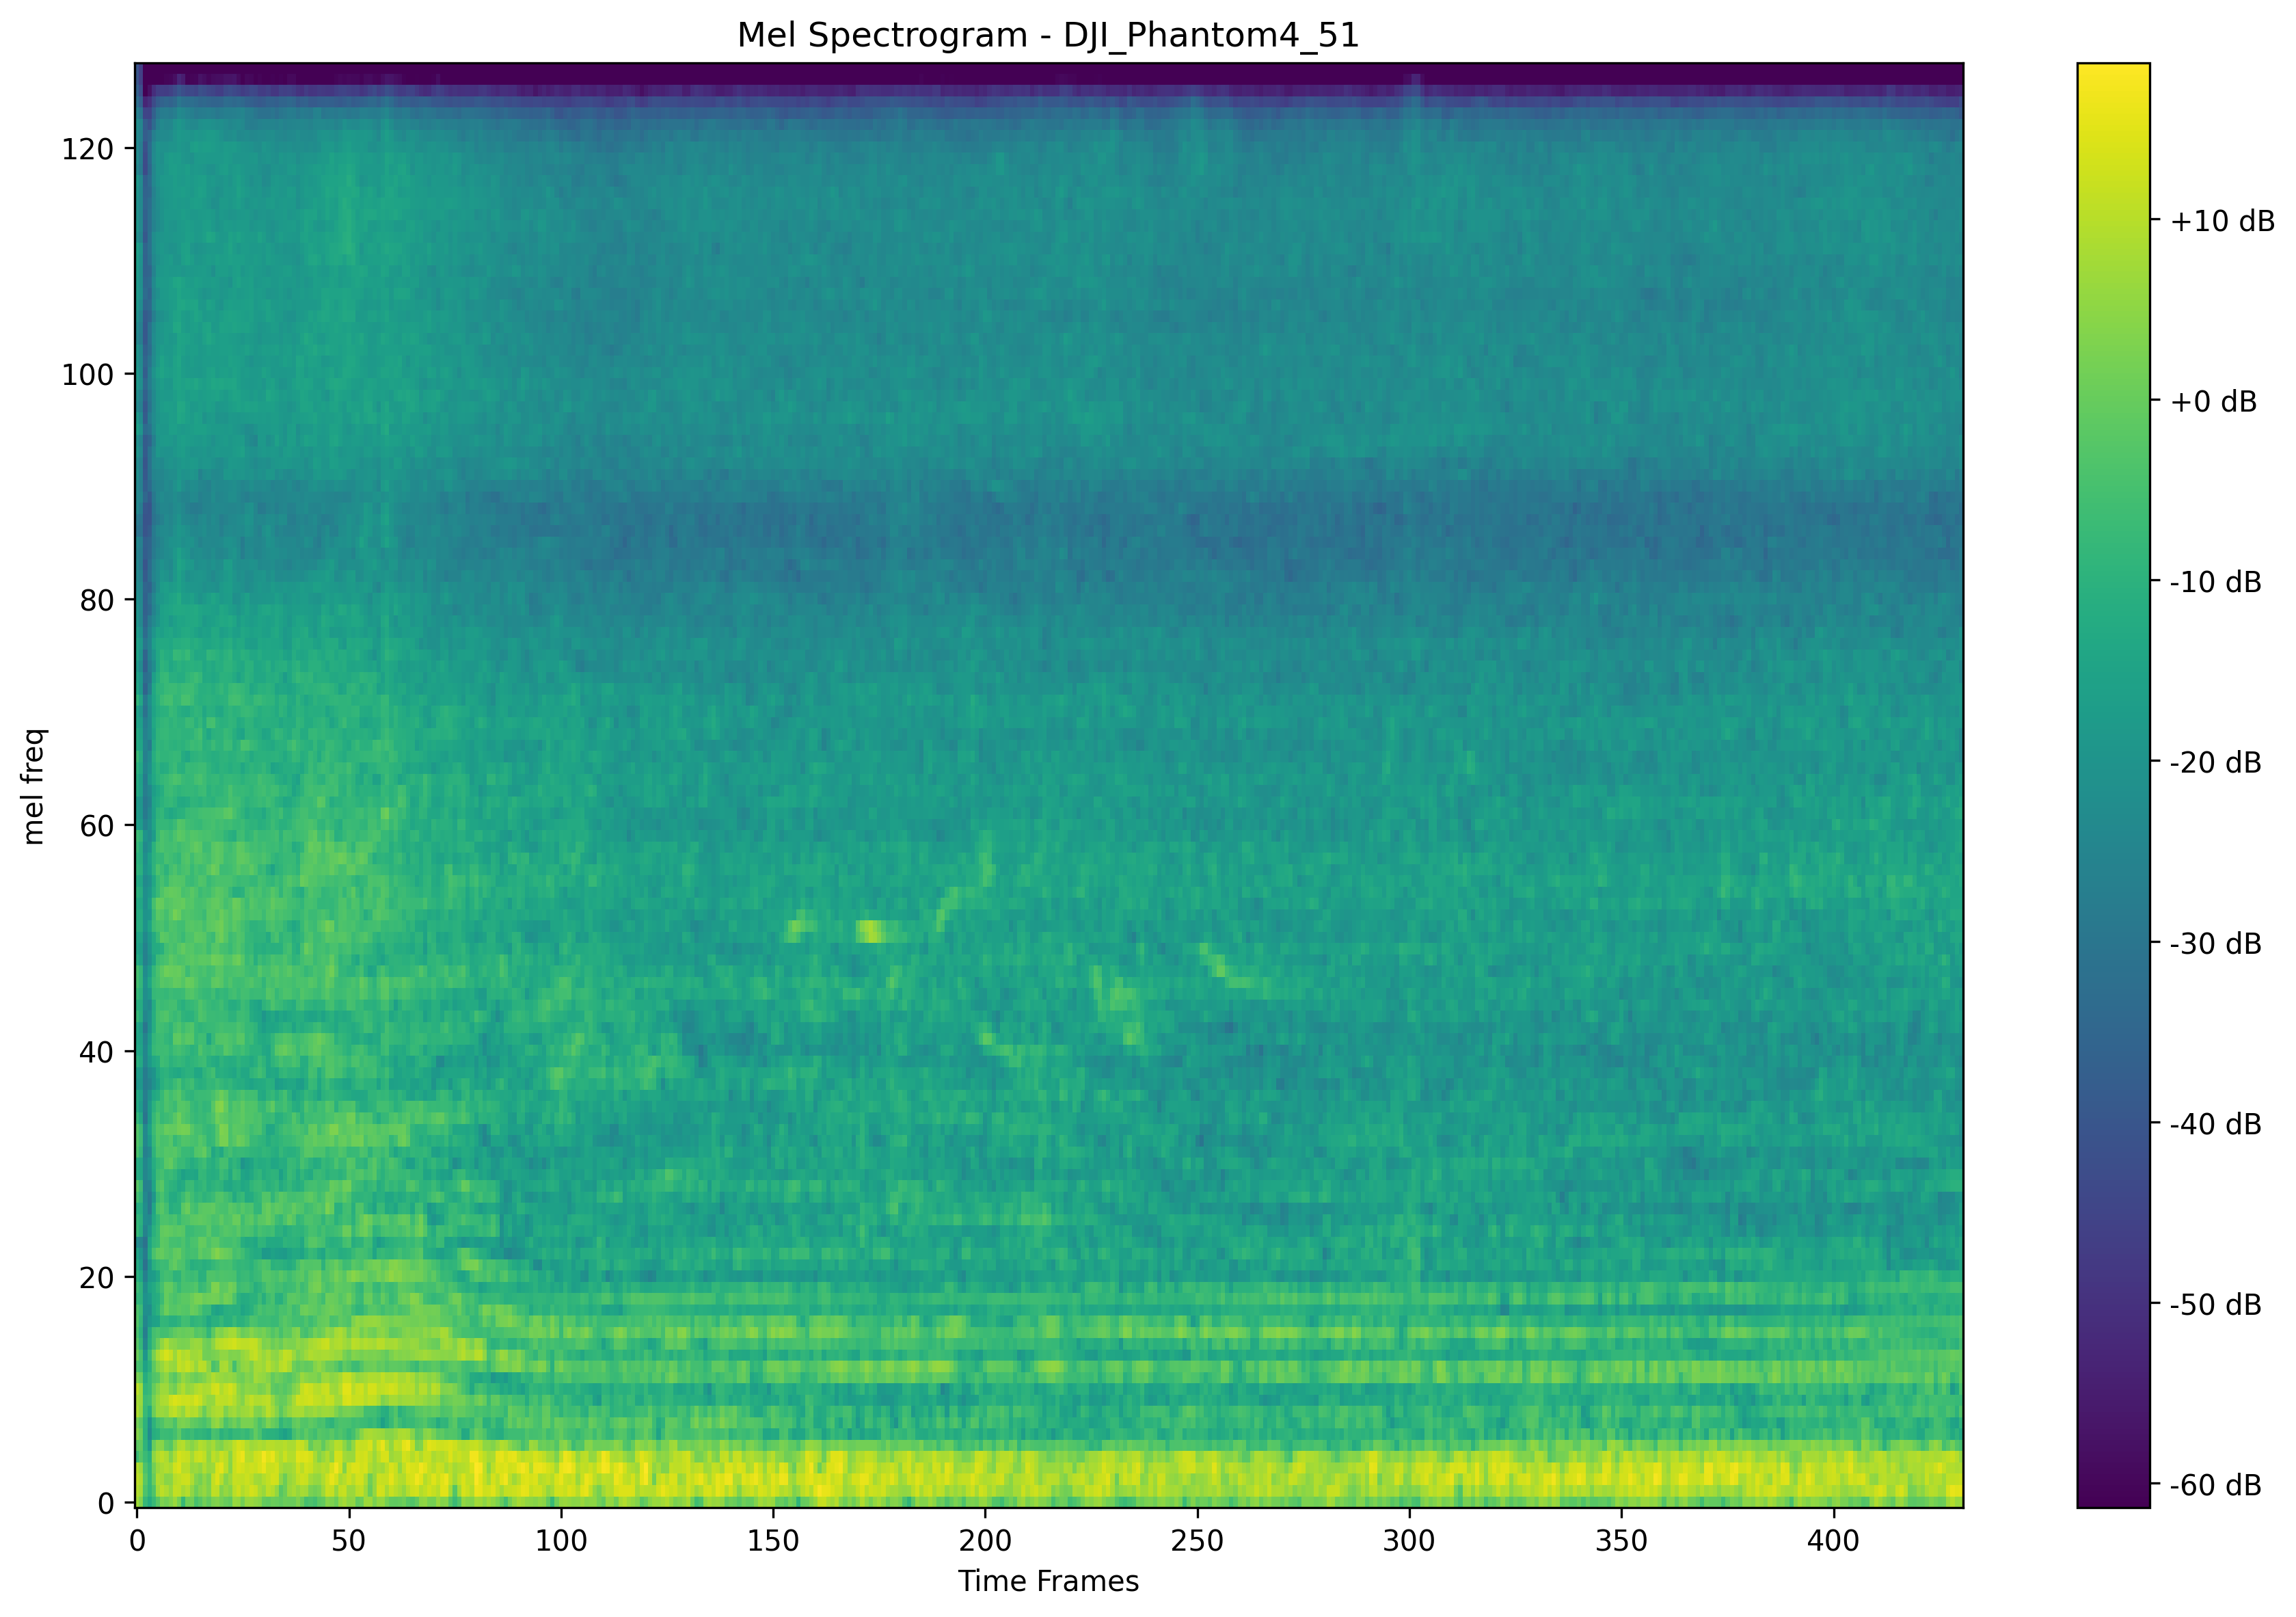 Mel Spectrogram - DJI_Phantom4_51
mel freq
120
100
80
60
40
20
0
0 50 100 150 200 250 300 350 400
Time Frames
+10 dB
+0 dB
-10 dB
-20 dB
-30 dB
-40 dB
-50 dB
-60 dB